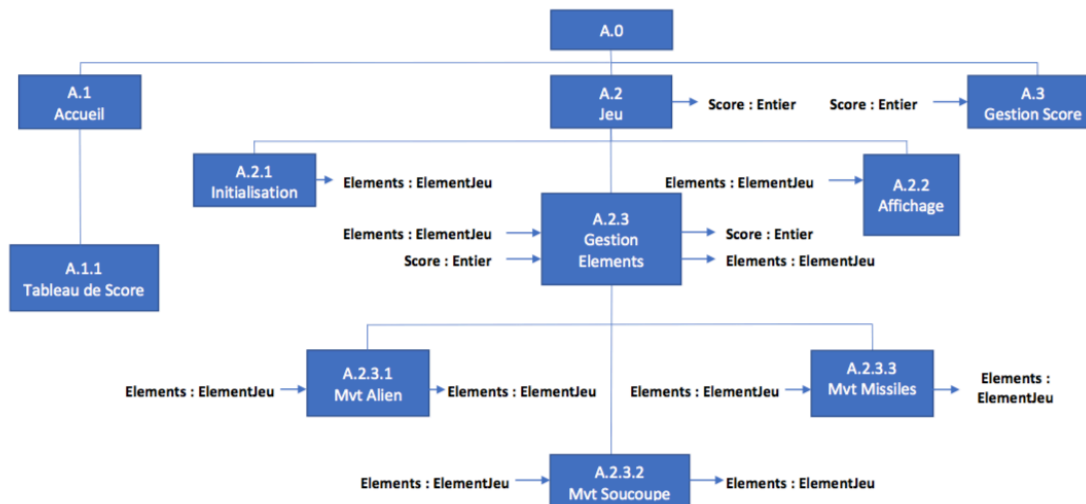 A.0
A.1
Accueil
A.2
Jeu
Score : Entier
Score : Entier
A.3
Gestion Score
A.2.1
Initialisation
Elements : ElementJeu
Elements : ElementJeu
A.2.2
Affichage
Elements : ElementJeu
Score : Entier
A.2.3
Gestion
Elements
Score : Entier
Elements : ElementJeu
A.1.1
Tableau de Score
Elements : ElementJeu
A.2.3.1
Mvt Alien
Elements : ElementJeu
Elements : ElementJeu
A.2.3.3
Mvt Missiles
Elements :
ElementJeu
Elements : ElementJeu
A.2.3.2
Mvt Soucoupe
Elements : ElementJeu